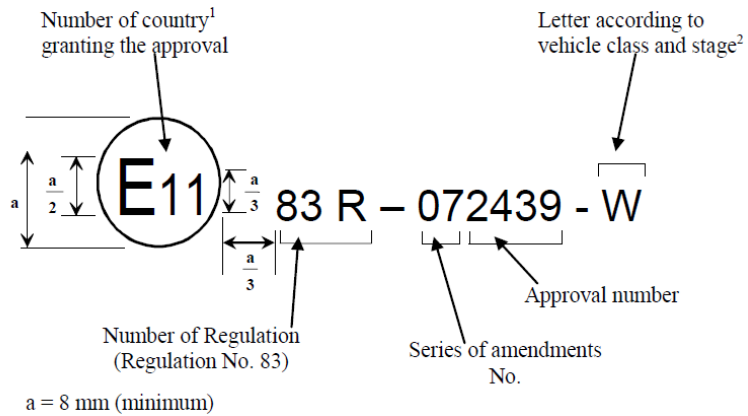 Number of country1
granting the approval
Letter according to
vehicle class and stage2
a
a
2
E11
a
3
83 R – 072439 - W
a
3
Approval number
Number of Regulation
(Regulation No. 83)
Series of amendments
No.
a = 8 mm (minimum)